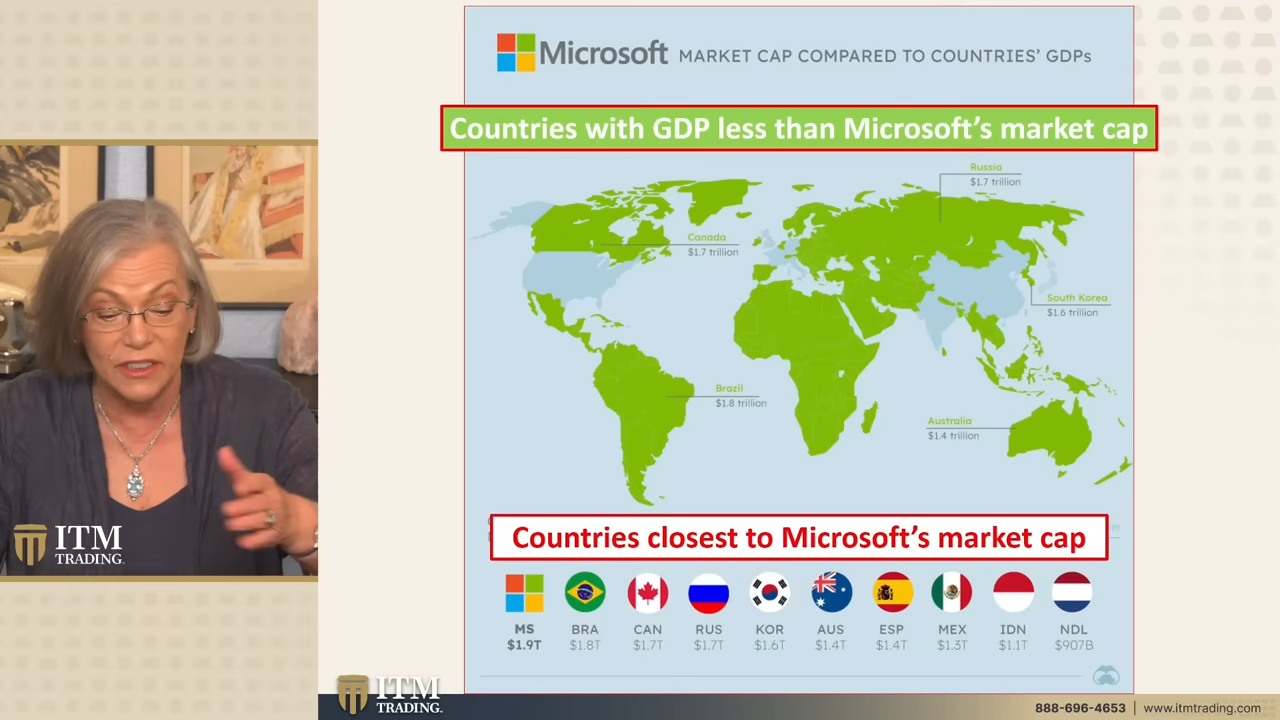 Microsoft MARKET CAP COMPARED TO COUNTRIES' GDPs
Countries with GDP less than Microsoft's market cap
Russia
$1.7 trillion
Canada
$1.7 trillion
South Korea
$1.6 trillion
Brazil
$1.8 trillion
Australia
$1.4 trillion
Countries closest to Microsoft's market cap
MS BRA CAN RUS KOR AUS ESP MEX IDN NDL
$1.9T $1.8T $1.7T $1.7T $1.6T $1.4T $1.4T $1.3T $1.1T $907B
ITM
TRADING.
ITM
TRADING.
888-696-4653 | www.itmtrading.com